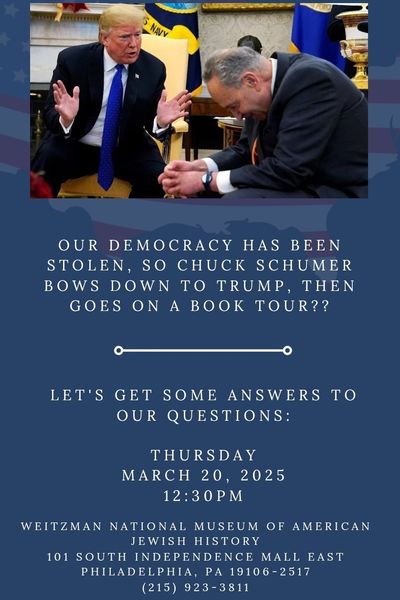 OUR DEMOCRACY HAS BEEN
STOLEN, SO CHUCK SCHUMER
BOWS DOWN TO TRUMP, THEN
GOES ON A BOOK TOUR??
LET'S GET SOME ANSWERS TO
OUR QUESTIONS:
THURSDAY
MARCH 20, 2025
12:30PM
WEITZMAN NATIONAL MUSEUM OF AMERICAN
JEWISH HISTORY
101 SOUTH INDEPENDENCE MALL EAST
PHILADELPHIA, PA 19106-2517
(215) 923-3811